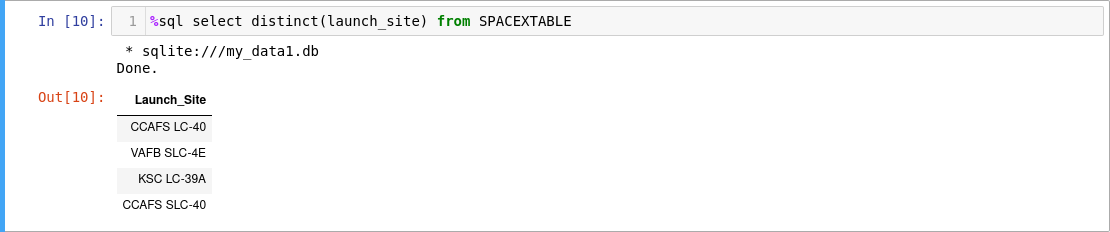 In [10]: 1 %sql select distinct(launch_site) from SPACEXTABLE
* sqlite:///my_data1.db
Done.
Out[10]: Launch_Site
CCAFS LC-40
VAFB SLC-4E
KSC LC-39A
CCAFS SLC-40